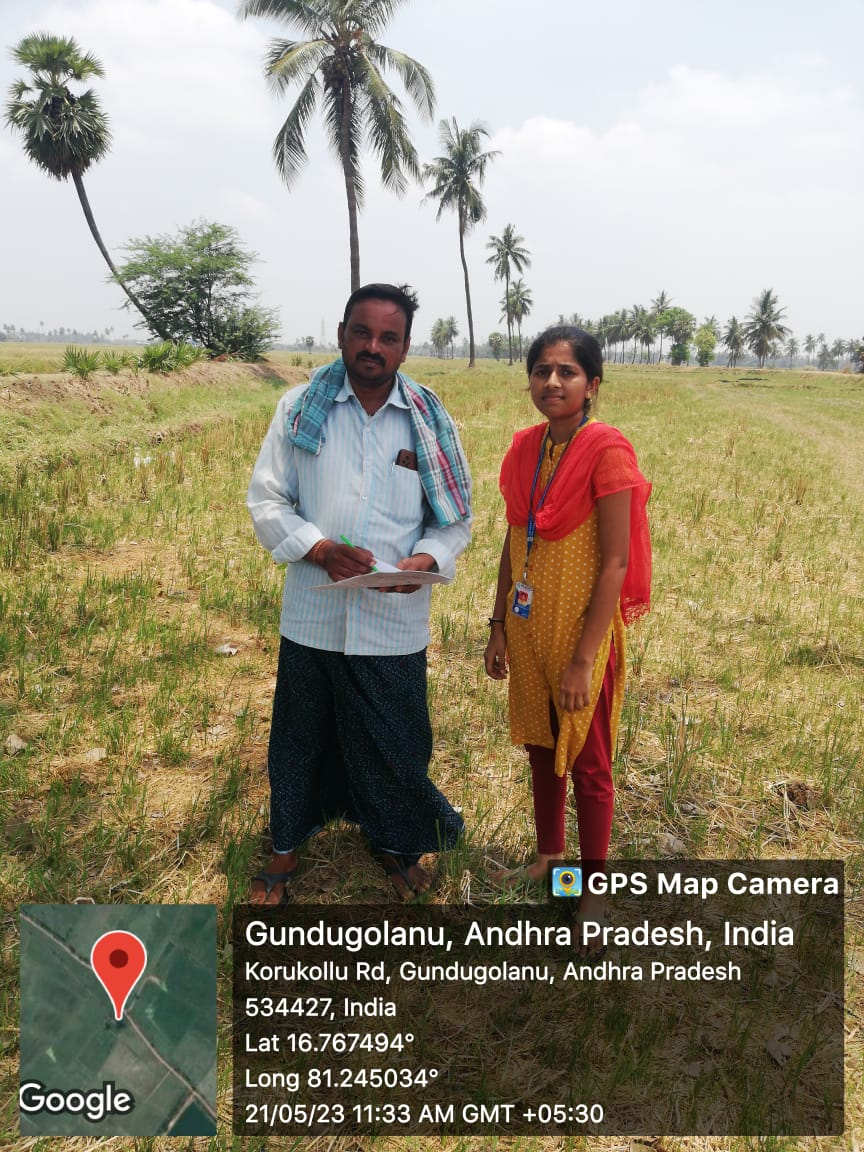 GPS Map Camera
Gundugolanu, Andhra Pradesh, India
Korukollu Rd, Gundugolanu, Andhra Pradesh
534427, India
Lat 16.767494°
Long 81.245034°
21/05/23 11:33 AM GMT +05:30
Google